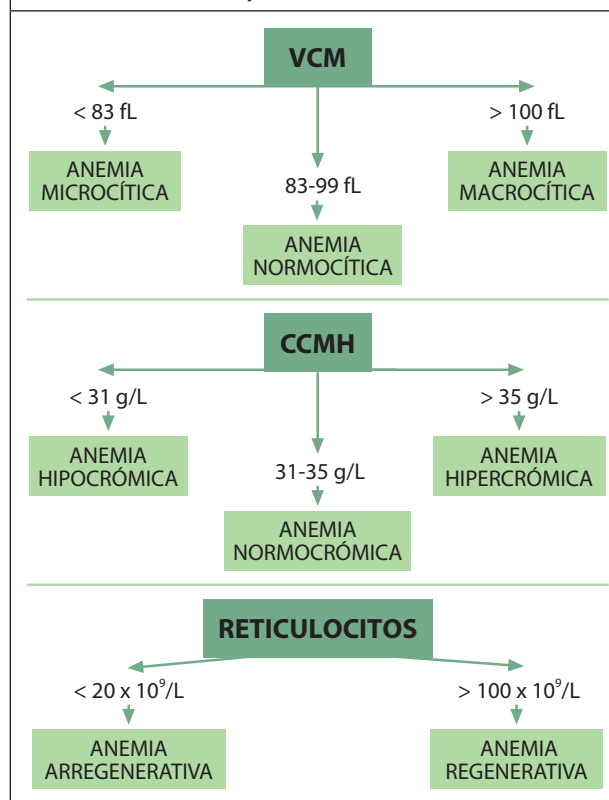 VCM
< 83 fL
> 100 fL
ANEMIA
MICROCÍTICA
83-99 fL
ANEMIA
MACROCÍTICA
ANEMIA
NORMOCÍTICA
CCMH
< 31 g/L
> 35 g/L
ANEMIA
HIPOCRÓMICA
31-35 g/L
ANEMIA
HIPERCRÓMICA
ANEMIA
NORMOCRÓMICA
RETICULOCITOS
< 20 x 10⁹/L
> 100 x 10⁹/L
ANEMIA
ARREGENERATIVA
ANEMIA
REGENERATIVA